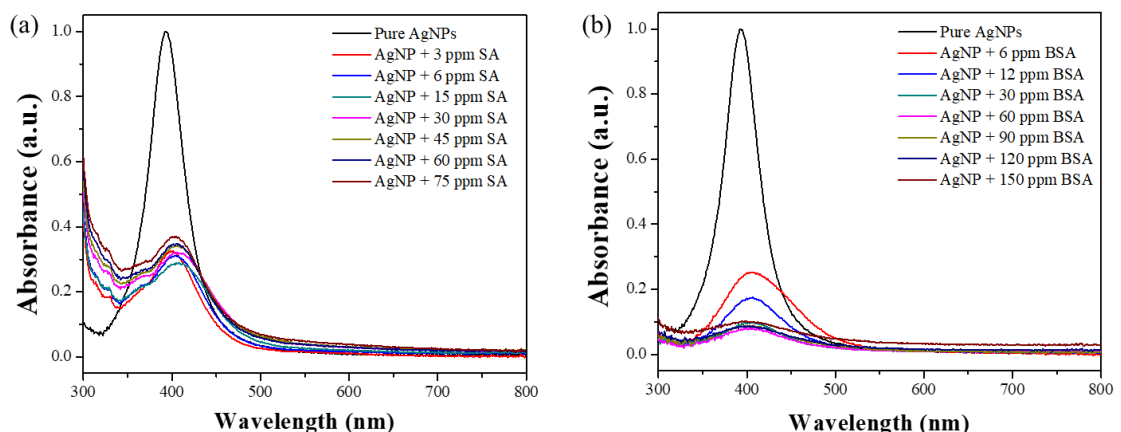 (a)
1.0
0.8
0.6
0.4
0.2
0.0
Absorbance (a.u.)
300
400
500
600
700
800
Wavelength (nm)
Pure AgNPs
AgNP + 3 ppm SA
AgNP + 6 ppm SA
AgNP + 15 ppm SA
AgNP + 30 ppm SA
AgNP + 45 ppm SA
AgNP + 60 ppm SA
AgNP + 75 ppm SA
(b)
1.0
0.8
0.6
0.4
0.2
0.0
Absorbance (a.u.)
300
400
500
600
700
800
Wavelength (nm)
Pure AgNPs
AgNP + 6 ppm BSA
AgNP + 12 ppm BSA
AgNP + 30 ppm BSA
AgNP + 60 ppm BSA
AgNP + 90 ppm BSA
AgNP + 120 ppm BSA
AgNP + 150 ppm BSA